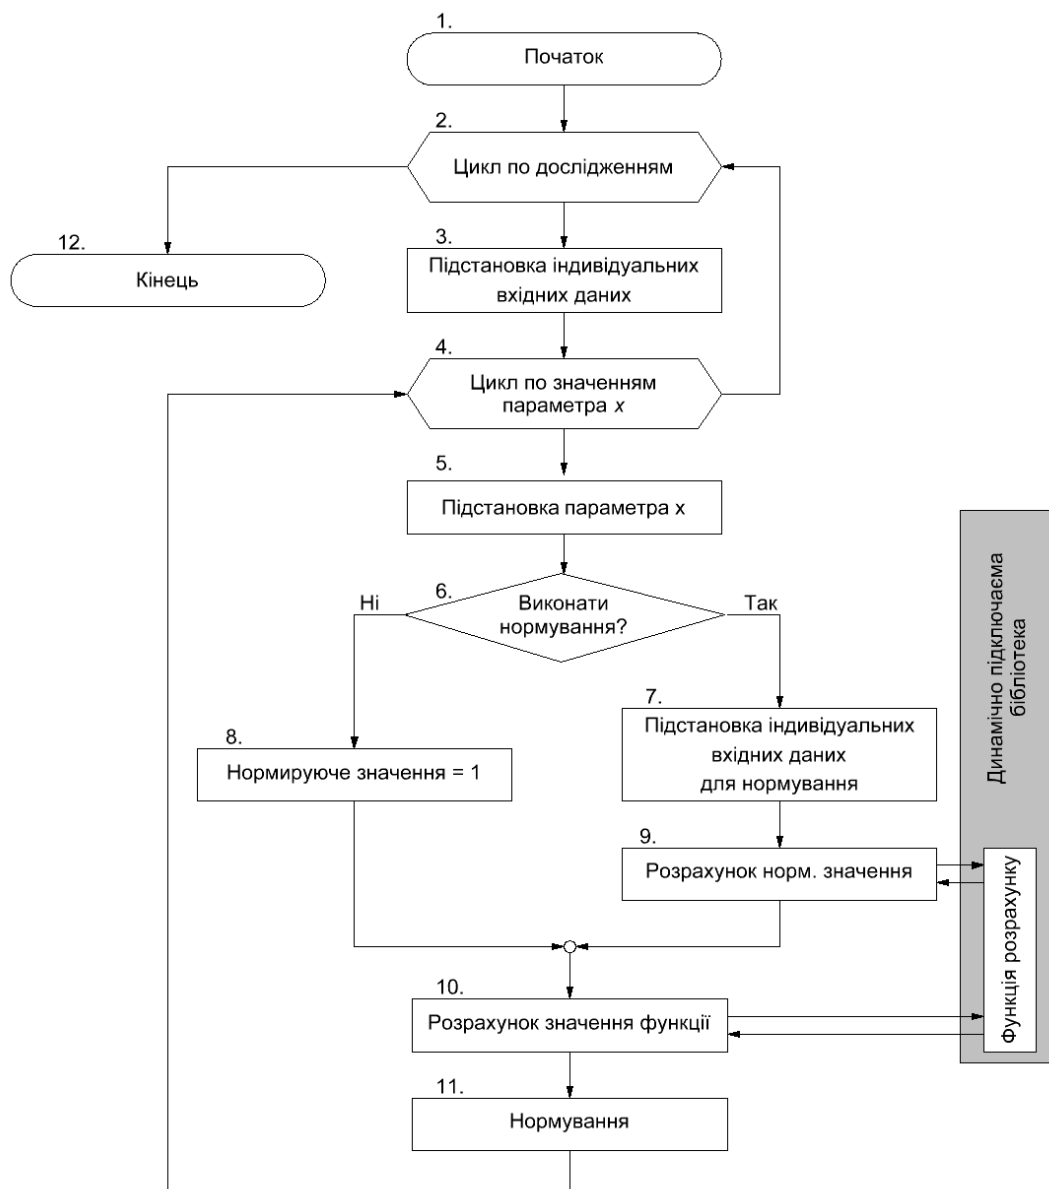 1.
Початок
2.
Цикл по дослідженням
12.
Кінець
3.
Підстановка індивідуальних
вхідних даних
4.
Цикл по значенням
параметра x
5.
Підстановка параметра x
6.
Виконати
нормування?
Ні
Так
7.
Підстановка індивідуальних
вхідних даних
для нормування
8.
Нормируюче значення = 1
9.
Розрахунок норм. значення
10.
Розрахунок значення функції
11.
Нормування
Динамічно підключаєма
бібліотека
Функція розрахунку